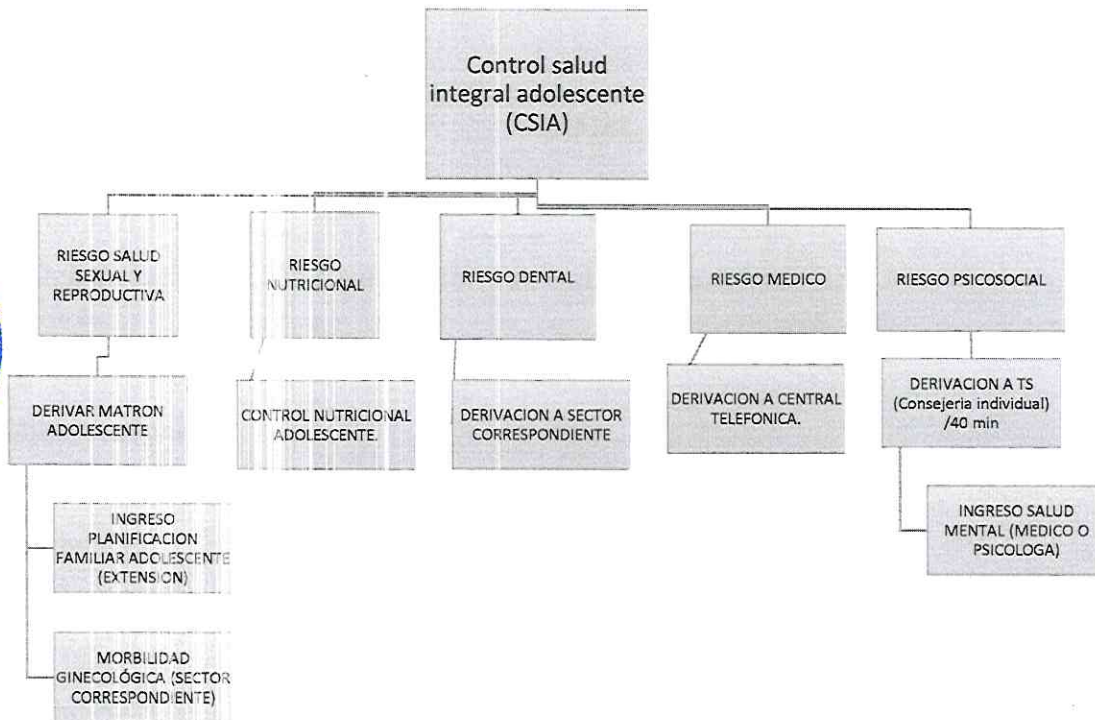 Control salud
integral adolescente
(CSIA)
RIESGO SALUD
SEXUAL Y
REPRODUCTIVA
RIESGO
NUTRICIONAL
RIESGO DENTAL
RIESGO MEDICO
RIESGO PSICOSOCIAL
DERIVAR MATRON
ADOLESCENTE
CONTROL NUTRICIONAL
ADOLESCENTE.
DERIVACION A SECTOR
CORRESPONDIENTE
DERIVACION A CENTRAL
TELEFONICA.
DERIVACION A TS
(Consejeria individual)
/40 min
INGRESO
PLANIFICACION
FAMILIAR ADOLESCENTE
(EXTENSION)
INGRESO SALUD
MENTAL (MEDICO O
PSICOLOGA)
MORBILIDAD
GINECOLÓGICA (SECTOR
CORRESPONDIENTE)